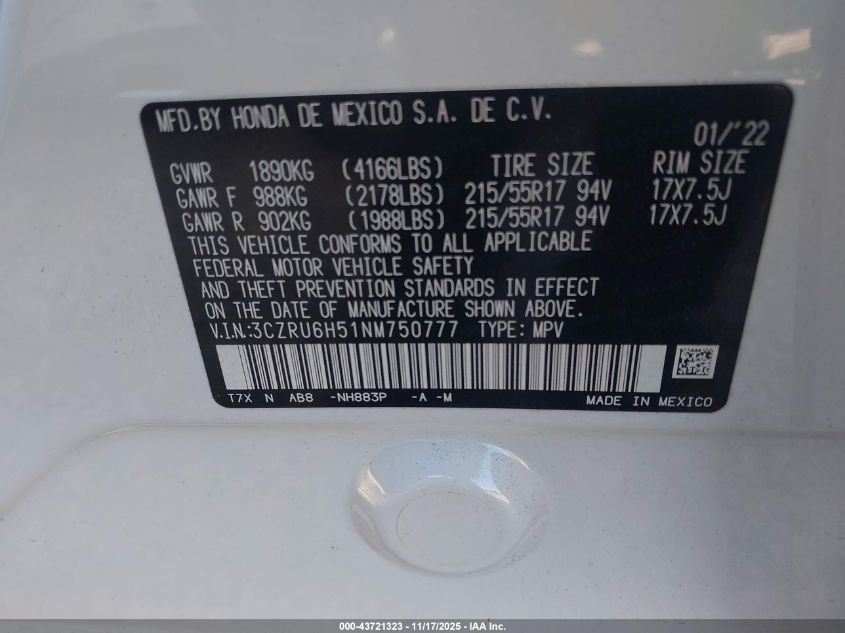 MFD.BY HONDA DE MEXICO S.A. DE C.V.
01/'22
GVWR 1890KG (4166LBS) TIRE SIZE RIM SIZE
GAWR F 988KG (2178LBS) 215/55R17 94V 17X7.5J
GAWR R 902KG (1988LBS) 215/55R17 94V 17X7.5J
THIS VEHICLE CONFORMS TO ALL APPLICABLE
FEDERAL MOTOR VEHICLE SAFETY
AND THEFT PREVENTION STANDARDS IN EFFECT
ON THE DATE OF MANUFACTURE SHOWN ABOVE.
V.I.N.:3CZRU6H51NM750777 TYPE: MPV
T7X N AB8 -NH883P -A -M MADE IN MEXICO
000-43721323 - 11/17/2025 - IAA Inc.